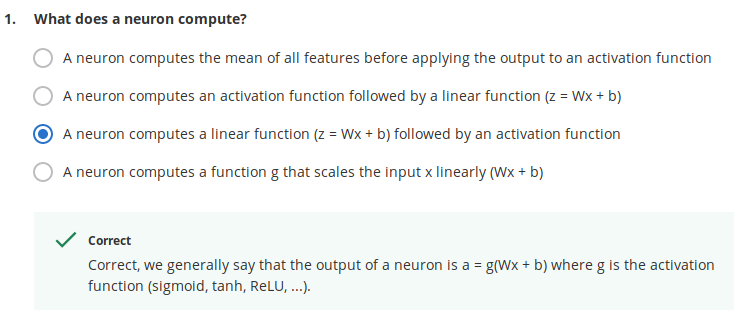 1. What does a neuron compute?
A neuron computes the mean of all features before applying the output to an activation function
A neuron computes an activation function followed by a linear function (z = Wx + b)
A neuron computes a linear function (z = Wx + b) followed by an activation function
A neuron computes a function g that scales the input x linearly (Wx + b)
Correct
Correct, we generally say that the output of a neuron is a = g(Wx + b) where g is the activation
function (sigmoid, tanh, ReLU, ...).